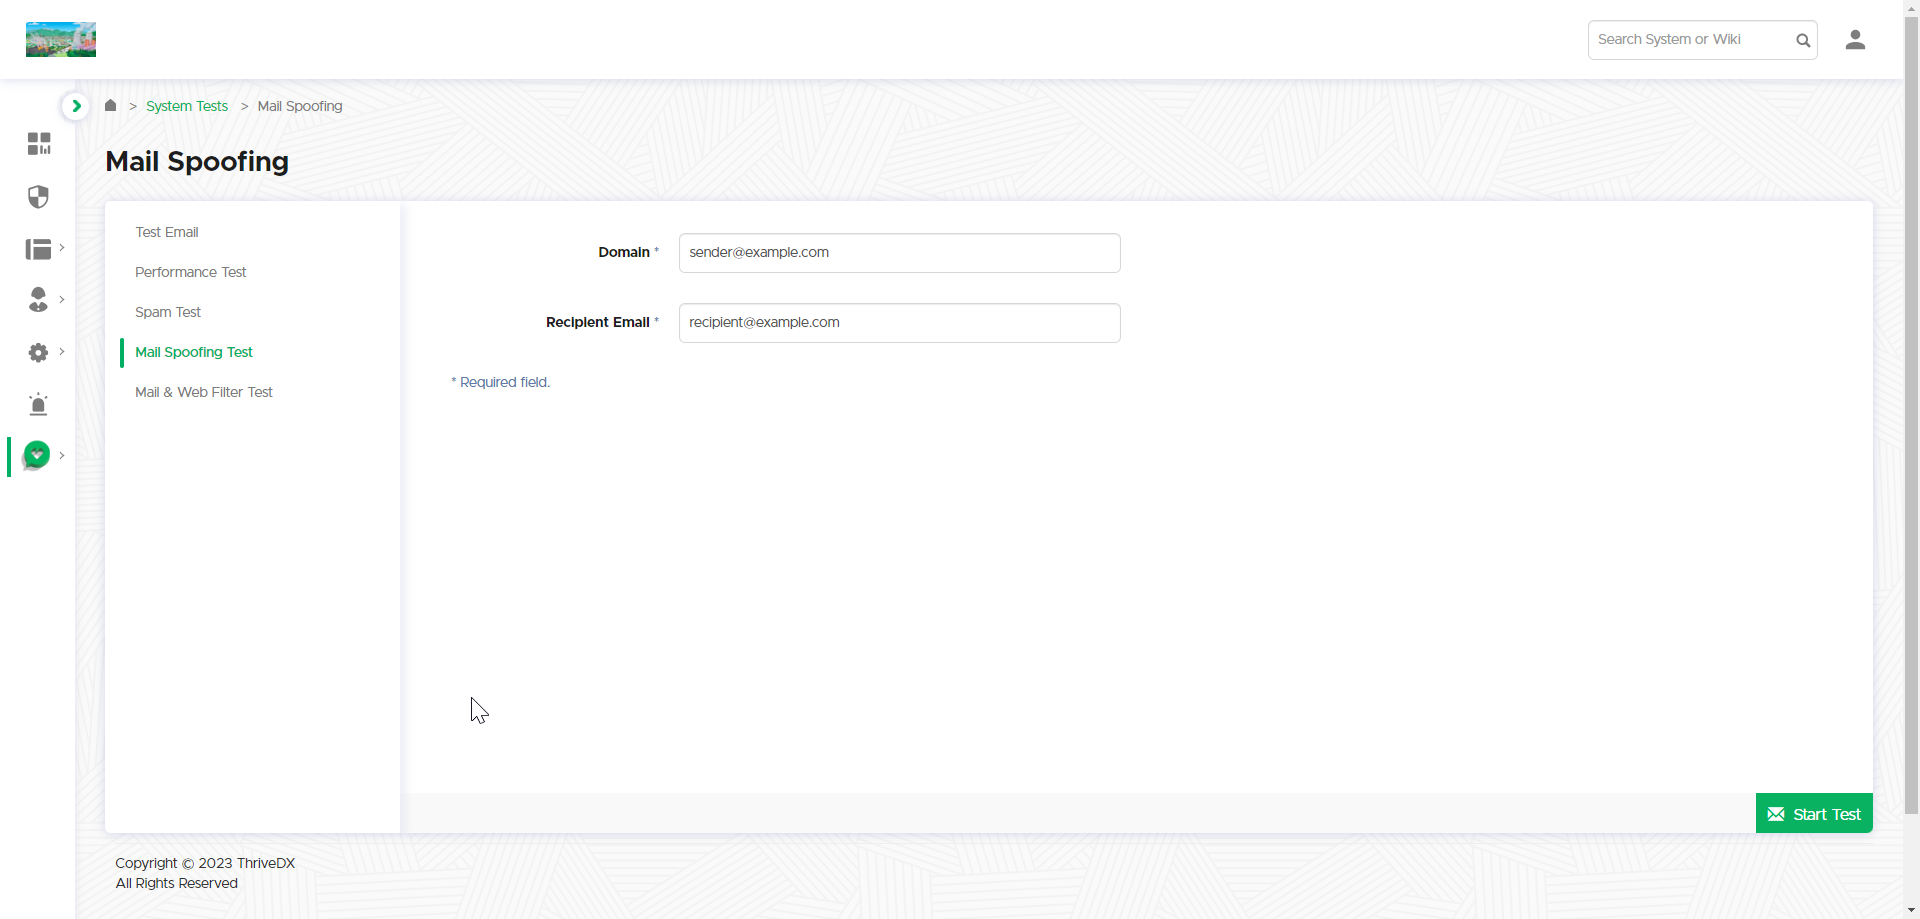 Search System or Wiki
> System Tests > Mail Spoofing
Mail Spoofing
Test Email
Performance Test
Spam Test
Mail Spoofing Test
Mail & Web Filter Test
Domain * sender@example.com
Recipient Email * recipient@example.com
* Required field.
Start Test
Copyright © 2023 ThriveDX
All Rights Reserved